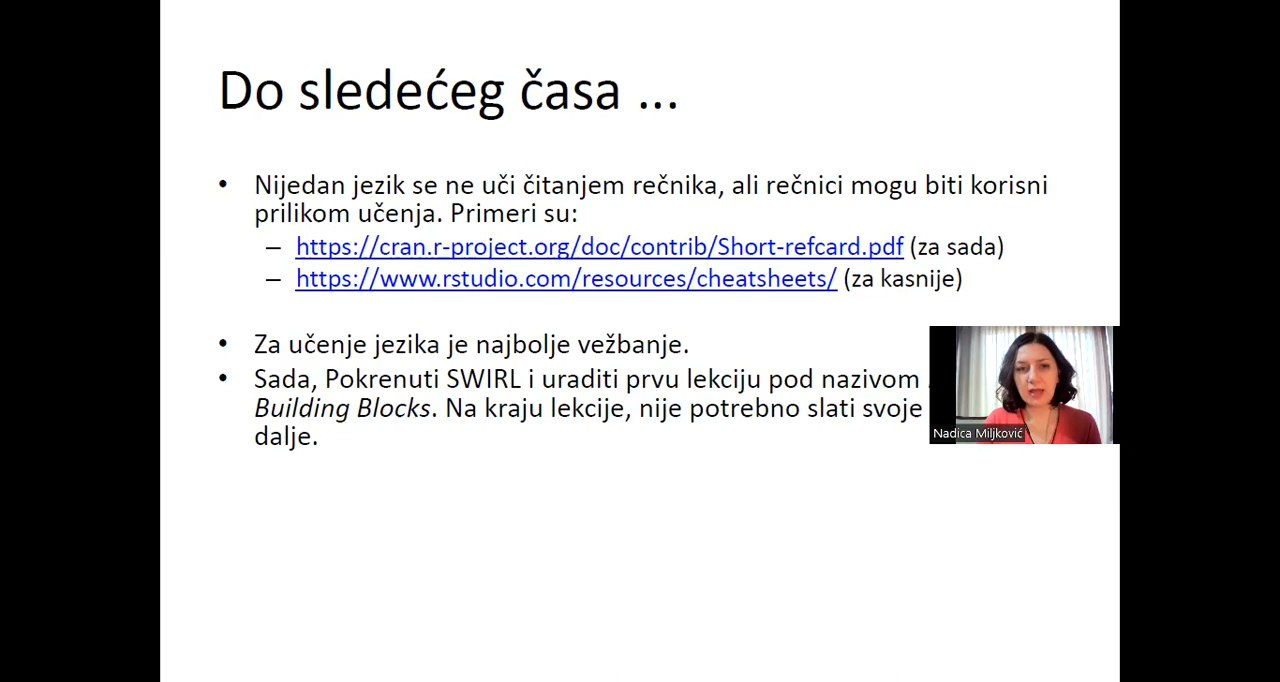 Do sledećeg časa ...
• Nijedan jezik se ne uči čitanjem rečnika, ali rečnici mogu biti korisni
prilikom učenja. Primeri su:
– https://cran.r-project.org/doc/contrib/Short-refcard.pdf (za sada)
– https://www.rstudio.com/resources/cheatsheets/ (za kasnije)
• Za učenje jezika je najbolje vežbanje.
• Sada, Pokrenuti SWIRL i uraditi prvu lekciju pod nazivom
Building Blocks. Na kraju lekcije, nije potrebno slati svoje
dalje.
Nadica Miljković